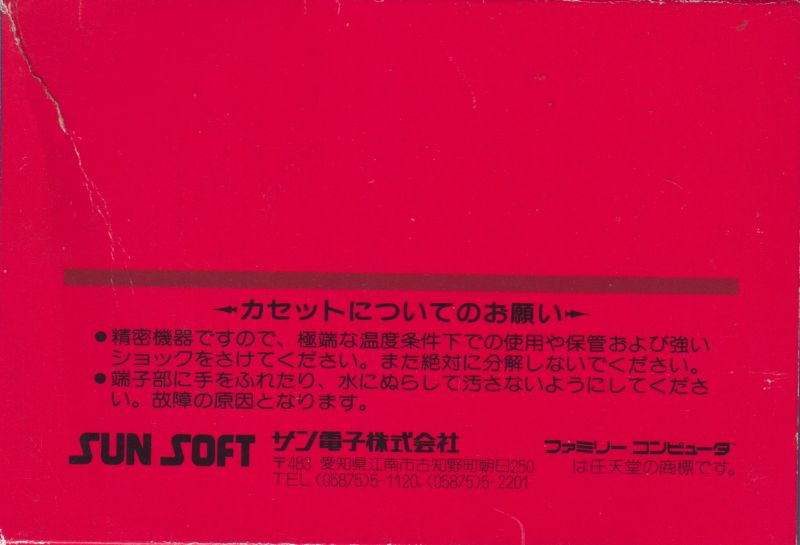 カセットについてのお願い
●精密機器ですので、極端な温度条件下での使用や保管および強い
ショックをさけてください。また絶対に分解しないでください。
●端子部に手をふれたり、水にぬらして汚さないようにしてくださ
い。故障の原因となります。
SUN SOFT サン電子株式会社
〒483 愛知県江南市古知野町朝日250
TEL (05875)5-1120, (05875)5-2201
ファミリーコンピュータ
は任天堂の商標です。